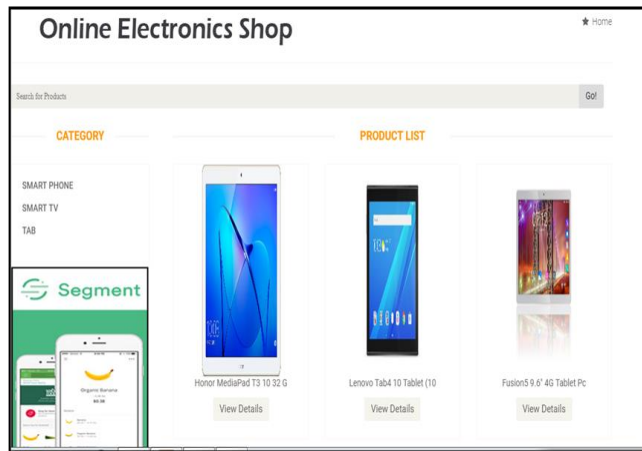 Online Electronics Shop
Home
Search for Products
Go!
CATEGORY
PRODUCT LIST
SMART PHONE
SMART TV
TAB
Segment
Organic Banana
Honor MediaPad T3 10 32 G
Lenovo Tab4 10 Tablet (10
Fusion5 9.6" 4G Tablet Pc
View Details
View Details
View Details